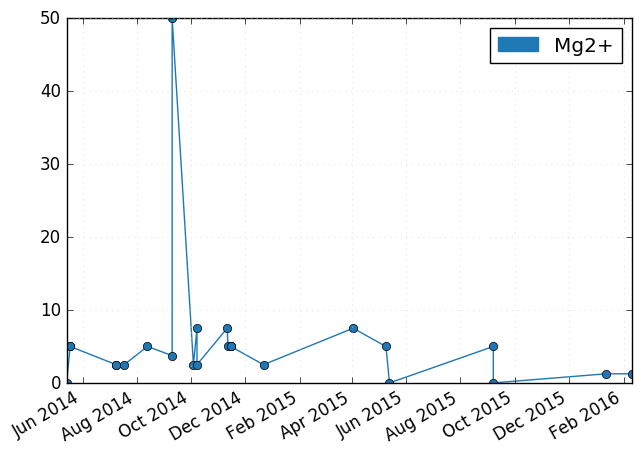 50
40
30
20
10
0
Mg2+
Jun 2014
Aug 2014
Oct 2014
Dec 2014
Feb 2015
Apr 2015
Jun 2015
Aug 2015
Oct 2015
Dec 2015
Feb 2016